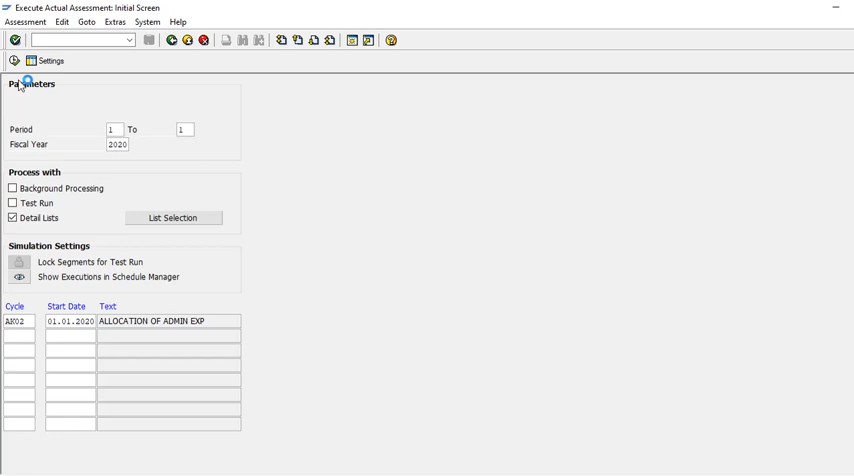 Execute Actual Assessment: Initial Screen
Assessment Edit Goto Extras System Help
Settings
Parameters
Period 1 To 1
Fiscal Year 2020
Process with
Background Processing
Test Run
Detail Lists List Selection
Simulation Settings
Lock Segments for Test Run
Show Executions in Schedule Manager
Cycle Start Date Text
AK02 01.01.2020 ALLOCATION OF ADMIN EXP